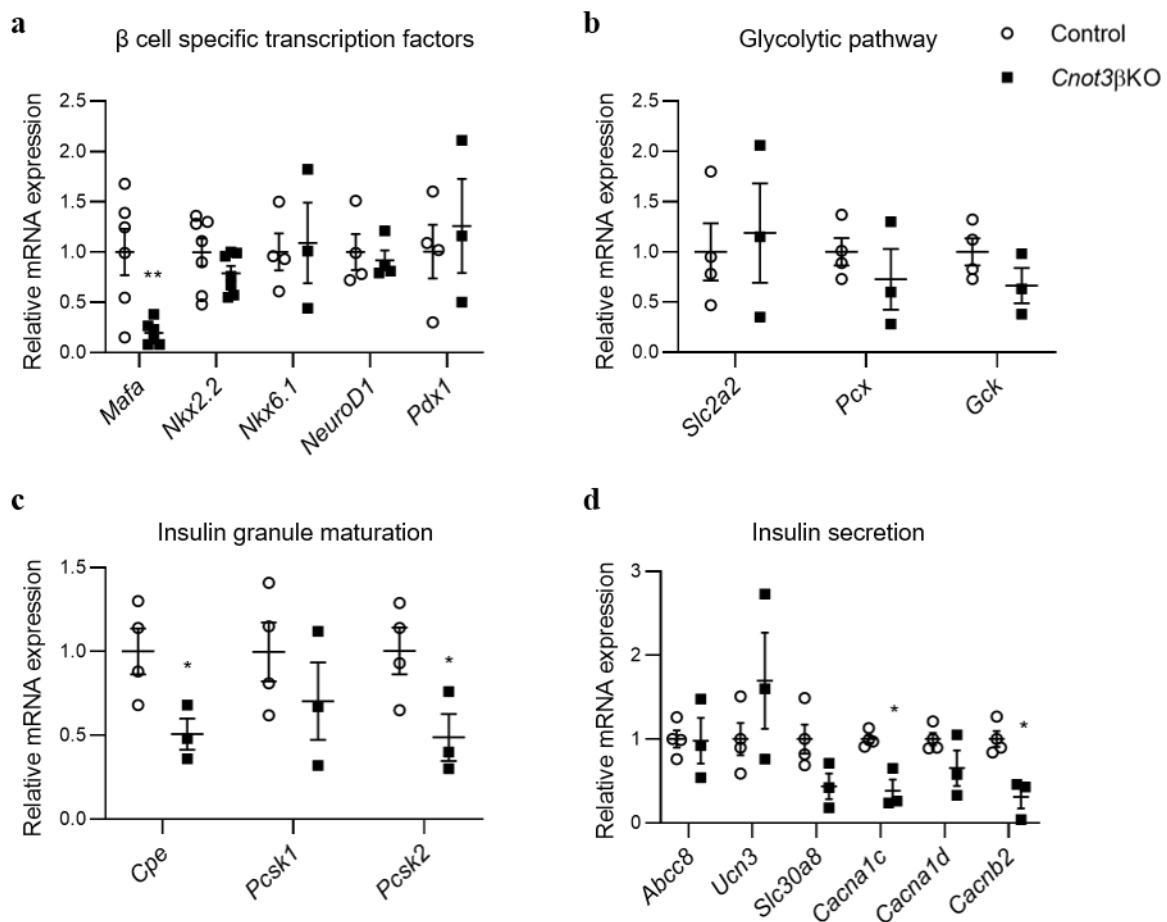 a
β cell specific transcription factors
Relative mRNA expression
2.5
2.0
1.5
1.0
0.5
0.0
**
Mafa
Nkx2.2
Nkx6.1
NeuroD1
Pdx1
b
Glycolytic pathway
Control
Cnot3βKO
Relative mRNA expression
2.5
2.0
1.5
1.0
0.5
0.0
Slc2a2
Pcx
Gck
c
Insulin granule maturation
Relative mRNA expression
1.5
1.0
0.5
0.0
*
*
Cpe
Pcsk1
Pcsk2
d
Insulin secretion
Relative mRNA expression
3
2
1
0
*
*
Abcc8
Ucn3
Slc30a8
Cacna1c
Cacna1d
Cacnb2